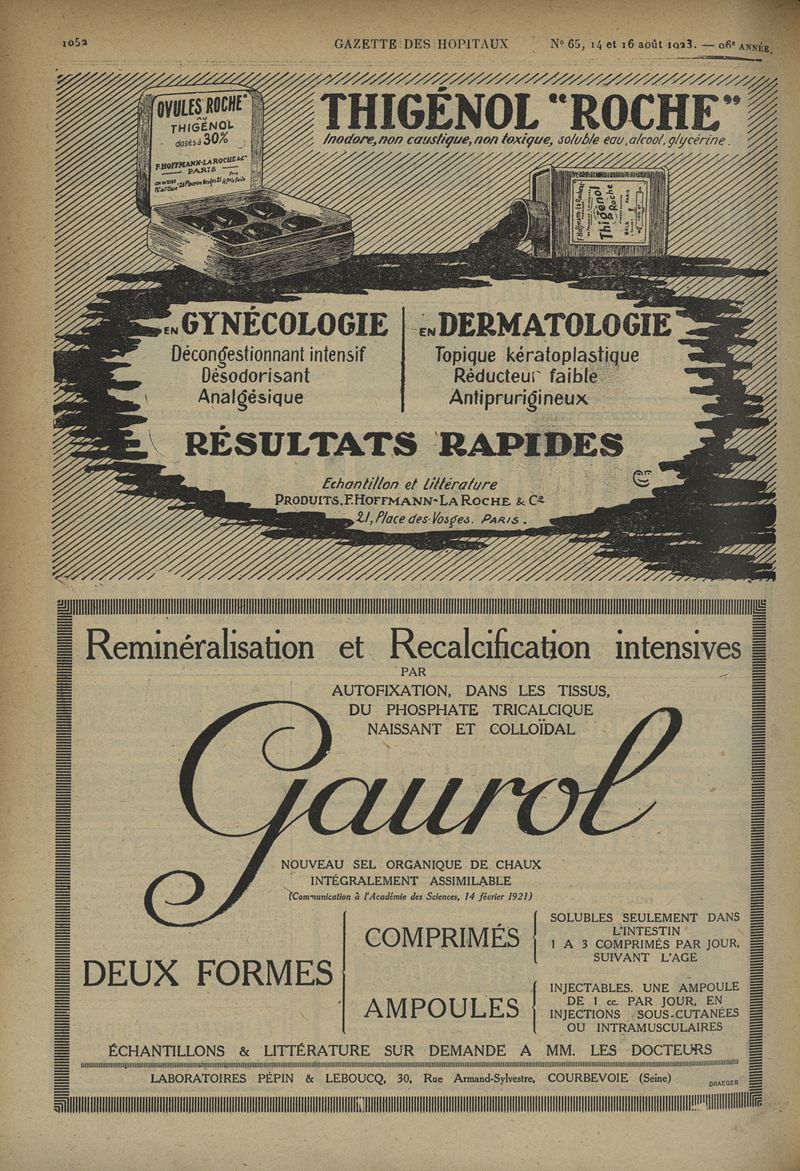 1052 GAZETTE DES HOPITAUX N° 65, 14 et 16 août 1923. — 96e ANNÉE.
OVULES ROCHE"
AU
THIGÉNOL
dosés à 30%
F. HOFFMANN-LA ROCHE & Cie
PARIS
THIGÉNOL "ROCHE"
Inodore, non caustique, non toxique, soluble eau, alcool, glycérine.
Thigénol
Roche
EN GYNÉCOLOGIE
Décongestionnant intensif
Désodorisant
Analgésique
EN DERMATOLOGIE
Topique kératoplastique
Réducteur faible
Antiprurigineux
RÉSULTATS RAPIDES
Echantillon et Littérature
PRODUITS, F. HOFFMANN-LA ROCHE & Co
21, Place des Vosges. PARIS.
Reminéralisation et Recalcification intensives
PAR
AUTOFIXATION, DANS LES TISSUS,
DU PHOSPHATE TRICALCIQUE
NAISSANT ET COLLOÏDAL
Gaurol
NOUVEAU SEL ORGANIQUE DE CHAUX
INTÉGRALEMENT ASSIMILABLE
(Communication à l'Académie des Sciences, 14 février 1921)
DEUX FORMES
COMPRIMÉS
SOLUBLES SEULEMENT DANS
L'INTESTIN
1 A 3 COMPRIMÉS PAR JOUR,
SUIVANT L'AGE
AMPOULES
INJECTABLES. UNE AMPOULE
DE 1 cc. PAR JOUR, EN
INJECTIONS SOUS-CUTANÉES
OU INTRAMUSCULAIRES
ÉCHANTILLONS & LITTÉRATURE SUR DEMANDE A MM. LES DOCTEURS
LABORATOIRES PÉPIN & LEBOUCQ, 30, Rue Armand-Sylvestre, COURBEVOIE (Seine)
DRAEGER